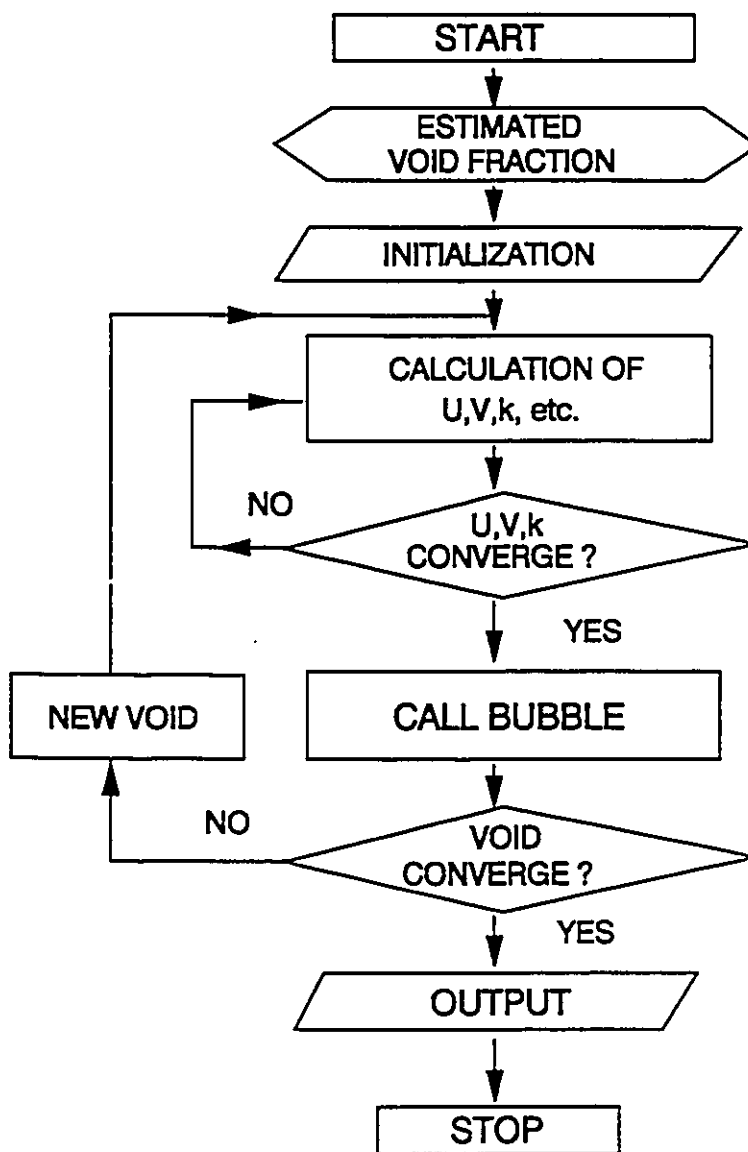 START
ESTIMATED
VOID FRACTION
INITIALIZATION
CALCULATION OF
U,V,k, etc.
NO
U,V,k
CONVERGE ?
YES
NEW VOID
CALL BUBBLE
NO
VOID
CONVERGE ?
YES
OUTPUT
STOP